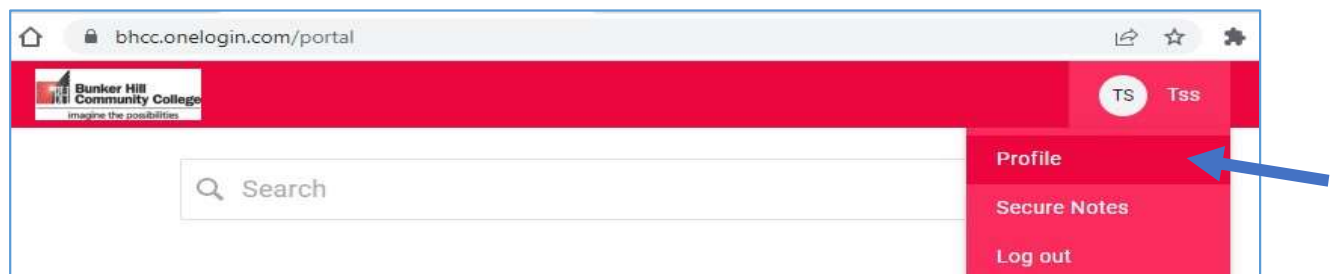 bhcc.onelogin.com/portal
Bunker Hill
Community College
imagine the possibilities
TS Tss
Profile
Search
Secure Notes
Log out